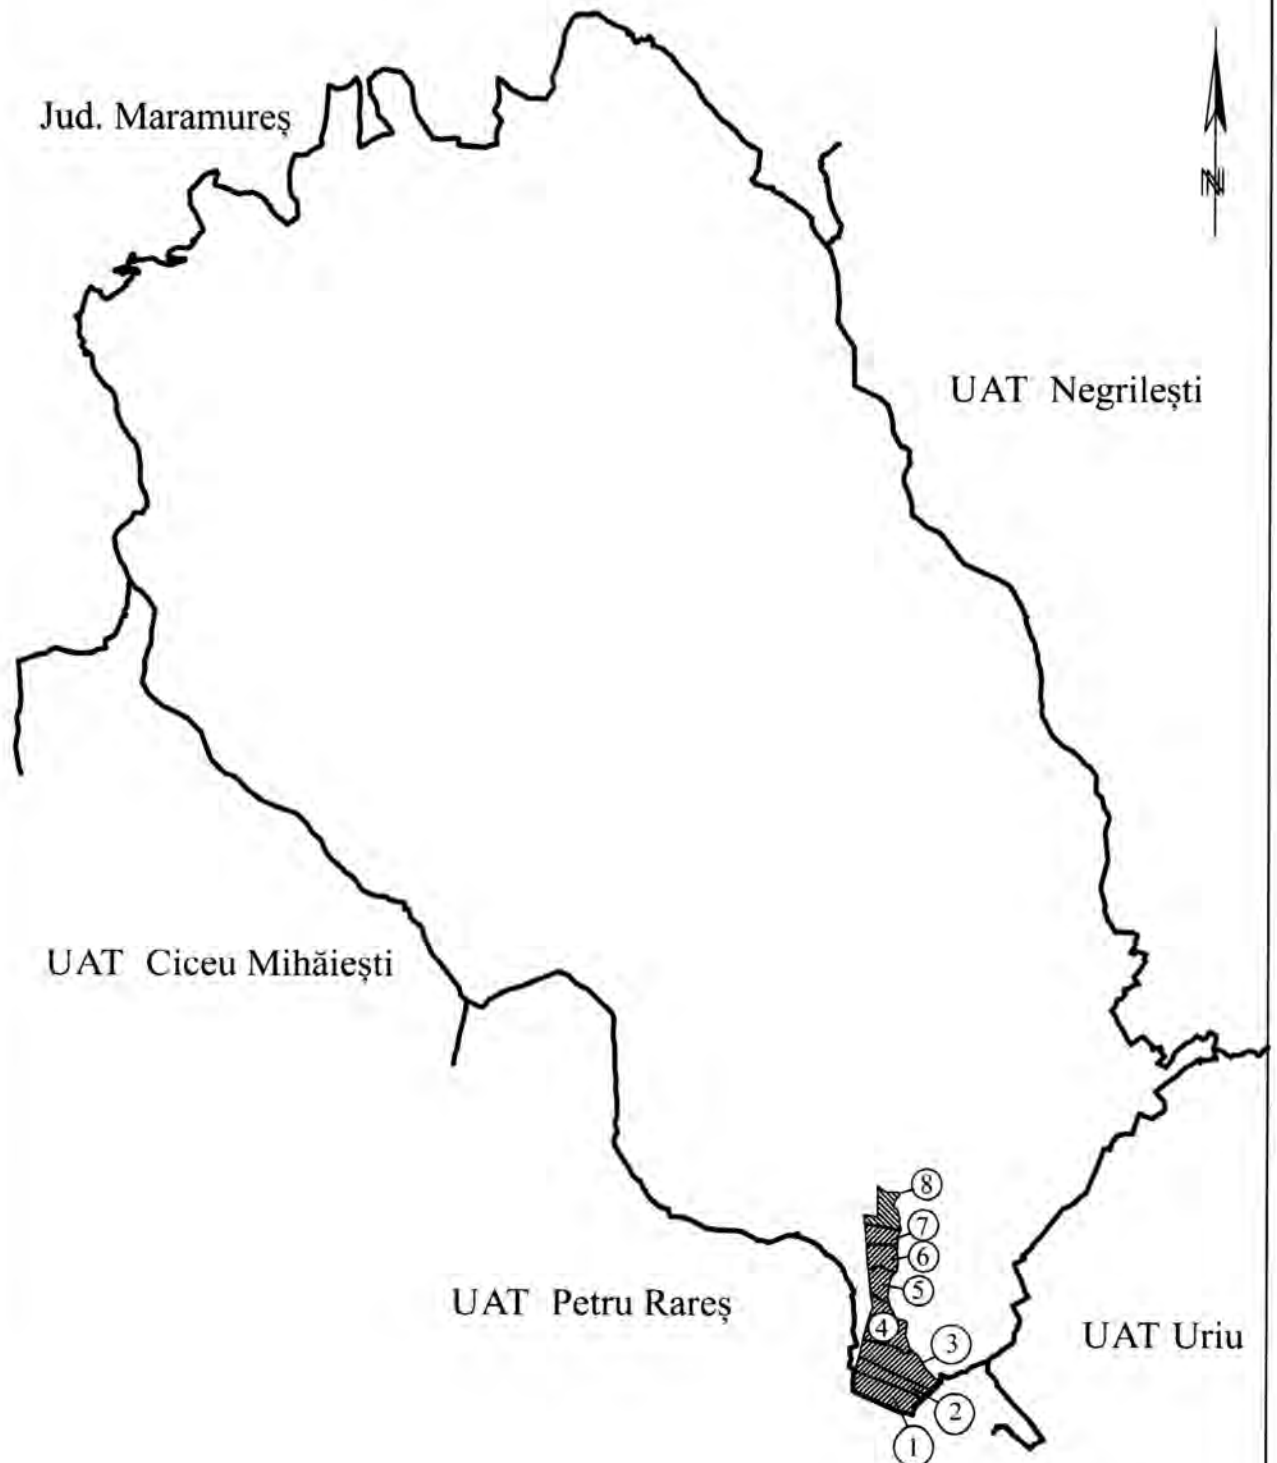 Jud. Maramureș
N
UAT Negrilești
UAT Ciceu Mihăiești
8
7
6
5
UAT Petru Rareș
4
3
UAT Uriu
2
1